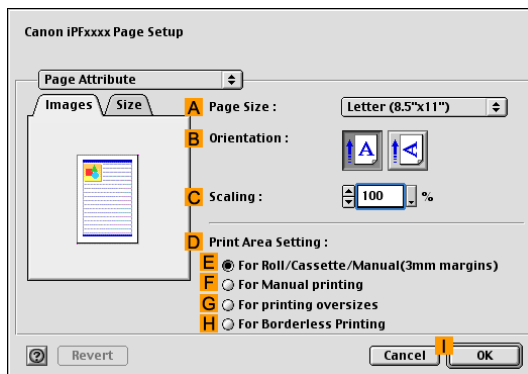 Canon iPFxxxx Page Setup
Page Attribute
Images Size
A Page Size : Letter (8.5"x11")
B Orientation : A A
C Scaling : 100 %
D Print Area Setting :
E For Roll/Cassette/Manual(3mm margins)
F For Manual printing
G For printing oversizes
H For Borderless Printing
I
? Revert Cancel OK